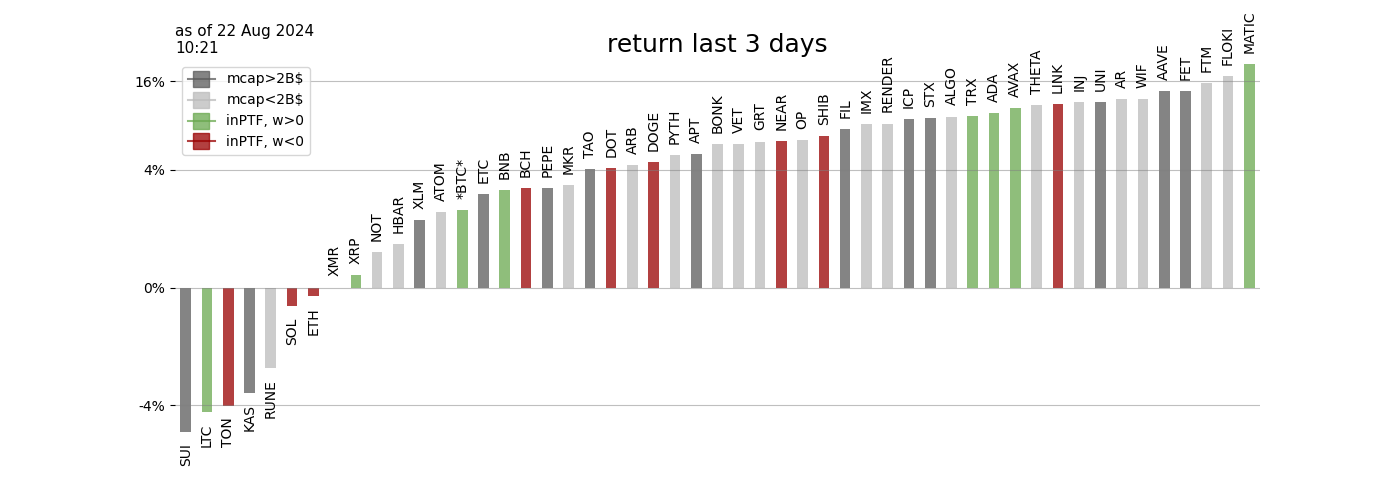 as of 22 Aug 2024
10:21
return last 3 days
mcap>2B$
mcap<2B$
inPTF, w>0
inPTF, w<0
16%
4%
0%
-4%
SUI
LTC
TON
KAS
RUNE
SOL
ETH
XMR
XRP
NOT
HBAR
XLM
ATOM
*BTC*
ETC
BNB
BCH
PEPE
MKR
TAO
DOT
ARB
DOGE
PYTH
APT
BONK
VET
GRT
NEAR
OP
SHIB
FIL
IMX
RENDER
ICP
STX
ALGO
TRX
ADA
AVAX
THETA
LINK
INJ
UNI
AR
WIF
AAVE
FET
FTM
FLOKI
MATIC